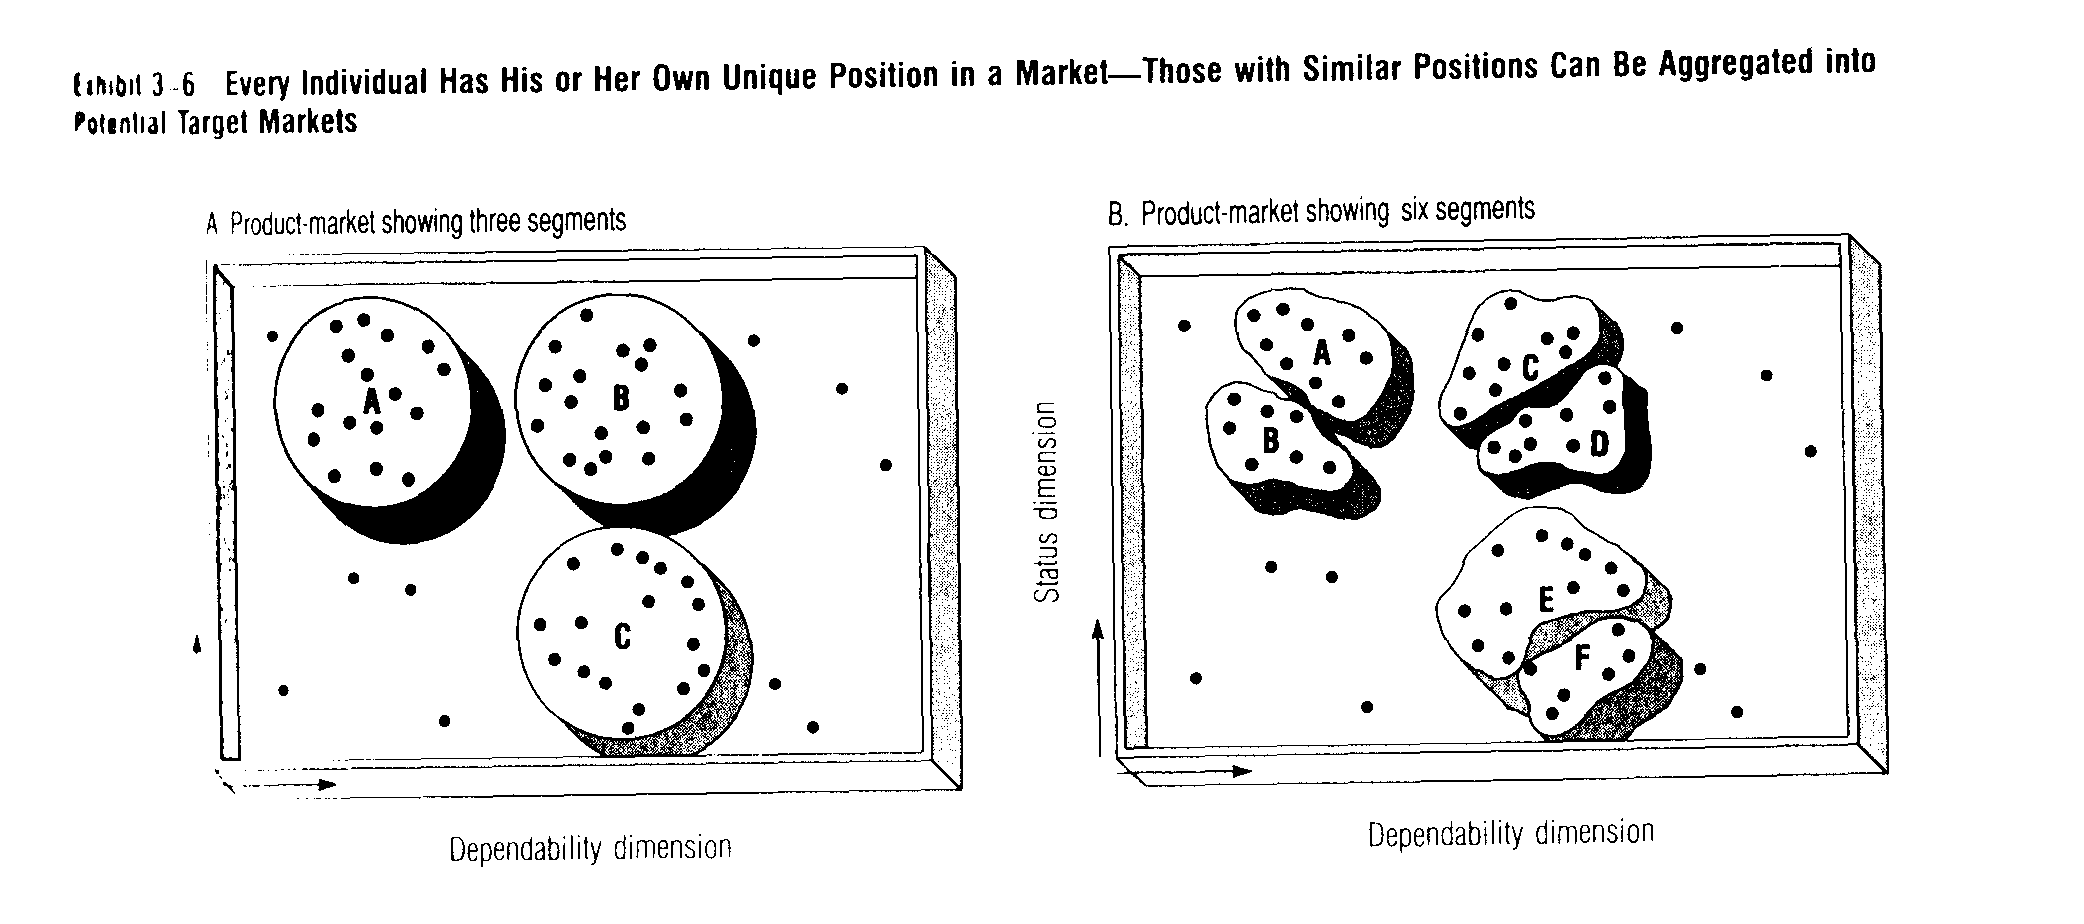 Exhibit 3-6 Every Individual Has His or Her Own Unique Position in a Market—Those with Similar Positions Can Be Aggregated into
Potential Target Markets
A Product-market showing three segments
A
B
C
Dependability dimension
B. Product-market showing six segments
Status dimension
A
B
C
D
E
F
Dependability dimension